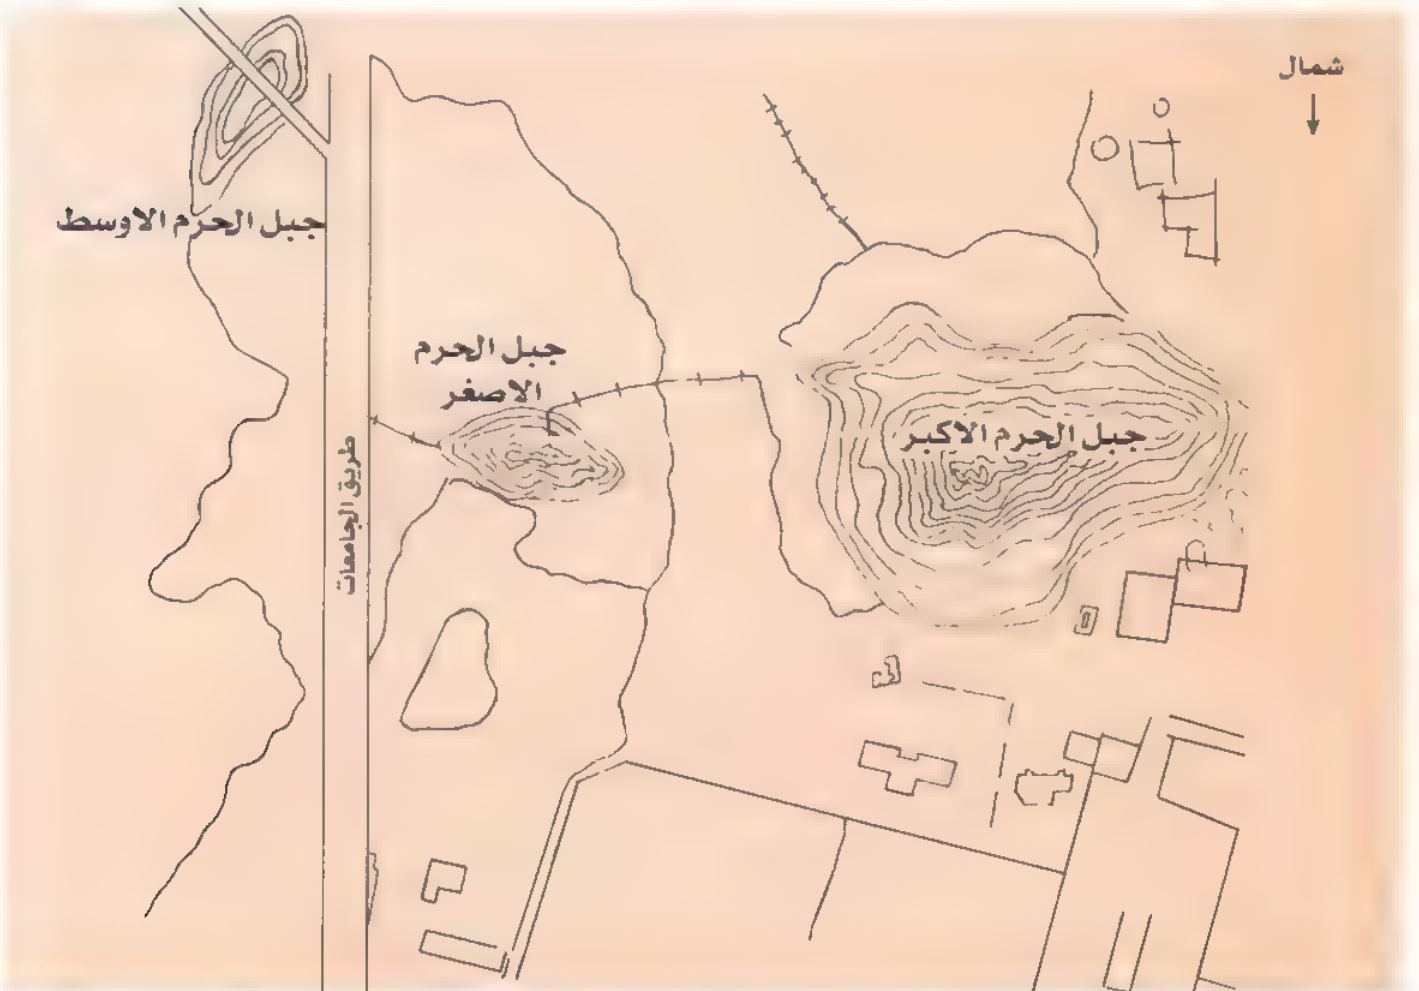 شمال
جبل الحرم الاوسط
جبل الحرم
الاصغر
جبل الحرم الاكبر
طريق الجامعات